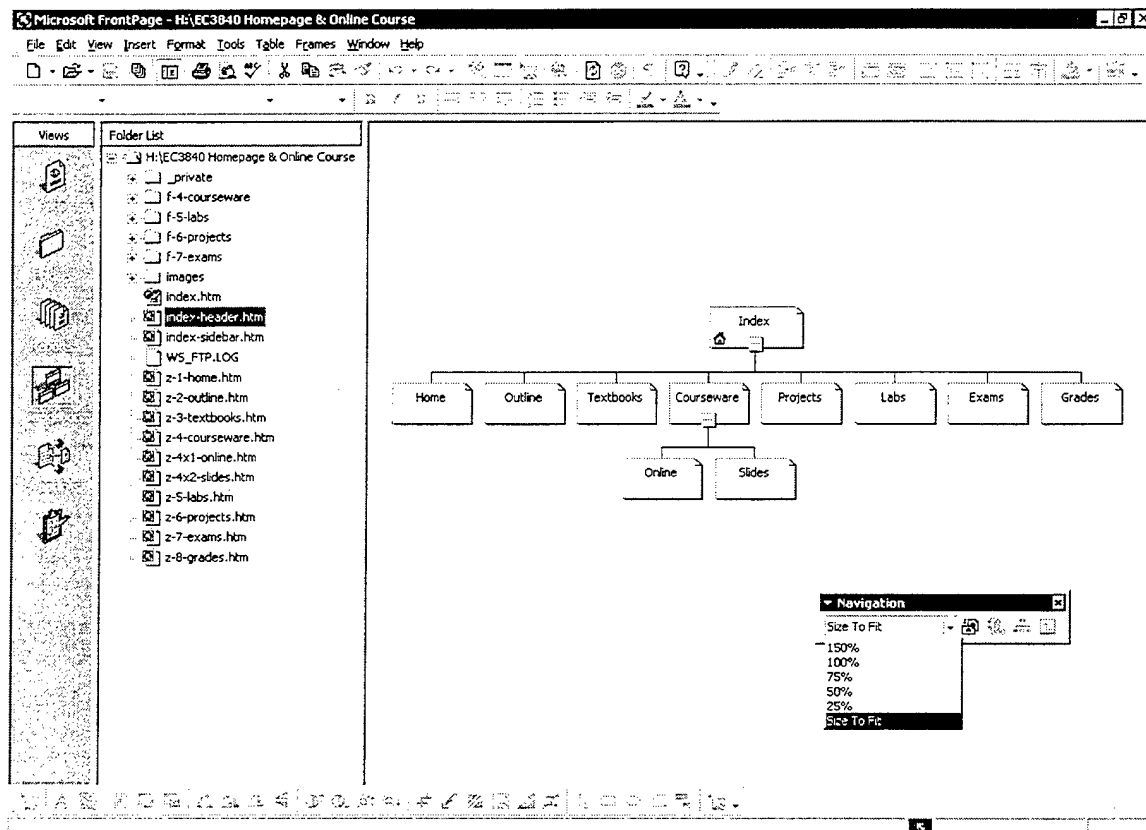 Microsoft FrontPage - H:\EC3840 Homepage & Online Course
File Edit View Insert Format Tools Table Frames Window Help
Views
Folder List
H:\EC3840 Homepage & Online Course
_private
f-4-courseware
f-5-labs
f-6-projects
f-7-exams
images
index.htm
index-header.htm
index-sidebar.htm
WS_FTP.LOG
z-1-home.htm
z-2-outline.htm
z-3-textbooks.htm
z-4-courseware.htm
z-4x1-online.htm
z-4x2-slides.htm
z-5-labs.htm
z-6-projects.htm
z-7-exams.htm
z-8-grades.htm
Index
Home Outline Textbooks Courseware Projects Labs Exams Grades
Online Slides
Navigation
Size To Fit
150%
100%
75%
50%
25%
Size To Fit